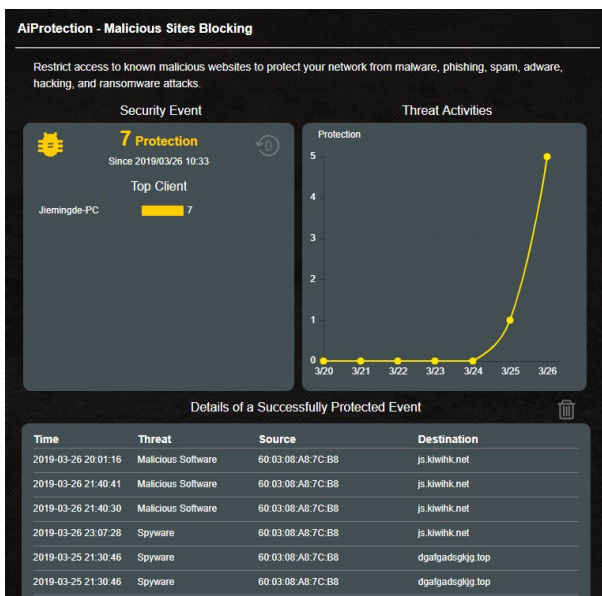 AiProtection - Malicious Sites Blocking
Restrict access to known malicious websites to protect your network from malware, phishing, spam, adware,
hacking, and ransomware attacks.
Security Event
Threat Activities
7 Protection
0
Since 2019/03/26 10:33
Top Client
Jiemingde-PC 7
Protection
5
4
3
2
1
0
3/20 3/21 3/22 3/23 3/24 3/25 3/26
Details of a Successfully Protected Event
Time Threat Source Destination
2019-03-26 20:01:16 Malicious Software 60:03:08:A8:7C:B8 js.kiwihk.net
2019-03-26 21:40:41 Malicious Software 60:03:08:A8:7C:B8 js.kiwihk.net
2019-03-26 21:40:30 Malicious Software 60:03:08:A8:7C:B8 js.kiwihk.net
2019-03-26 23:07:28 Spyware 60:03:08:A8:7C:B8 js.kiwihk.net
2019-03-25 21:30:46 Spyware 60:03:08:A8:7C:B8 dgafgadsgkjg.top
2019-03-25 21:30:46 Spyware 60:03:08:A8:7C:B8 dgafgadsgkjg.top